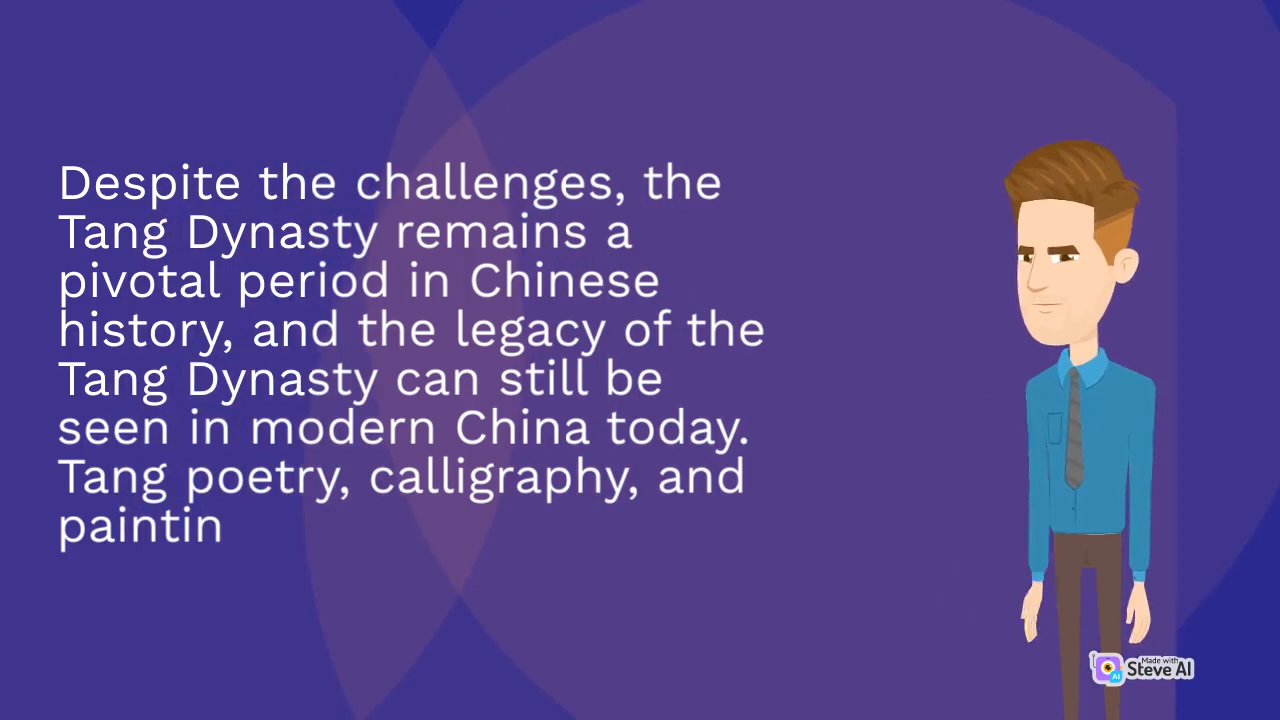 Despite the challenges, the
Tang Dynasty remains a
pivotal period in Chinese
history, and the legacy of the
Tang Dynasty can still be
seen in modern China today.
Tang poetry, calligraphy, and
paintin
Made with
Steve AI
AI